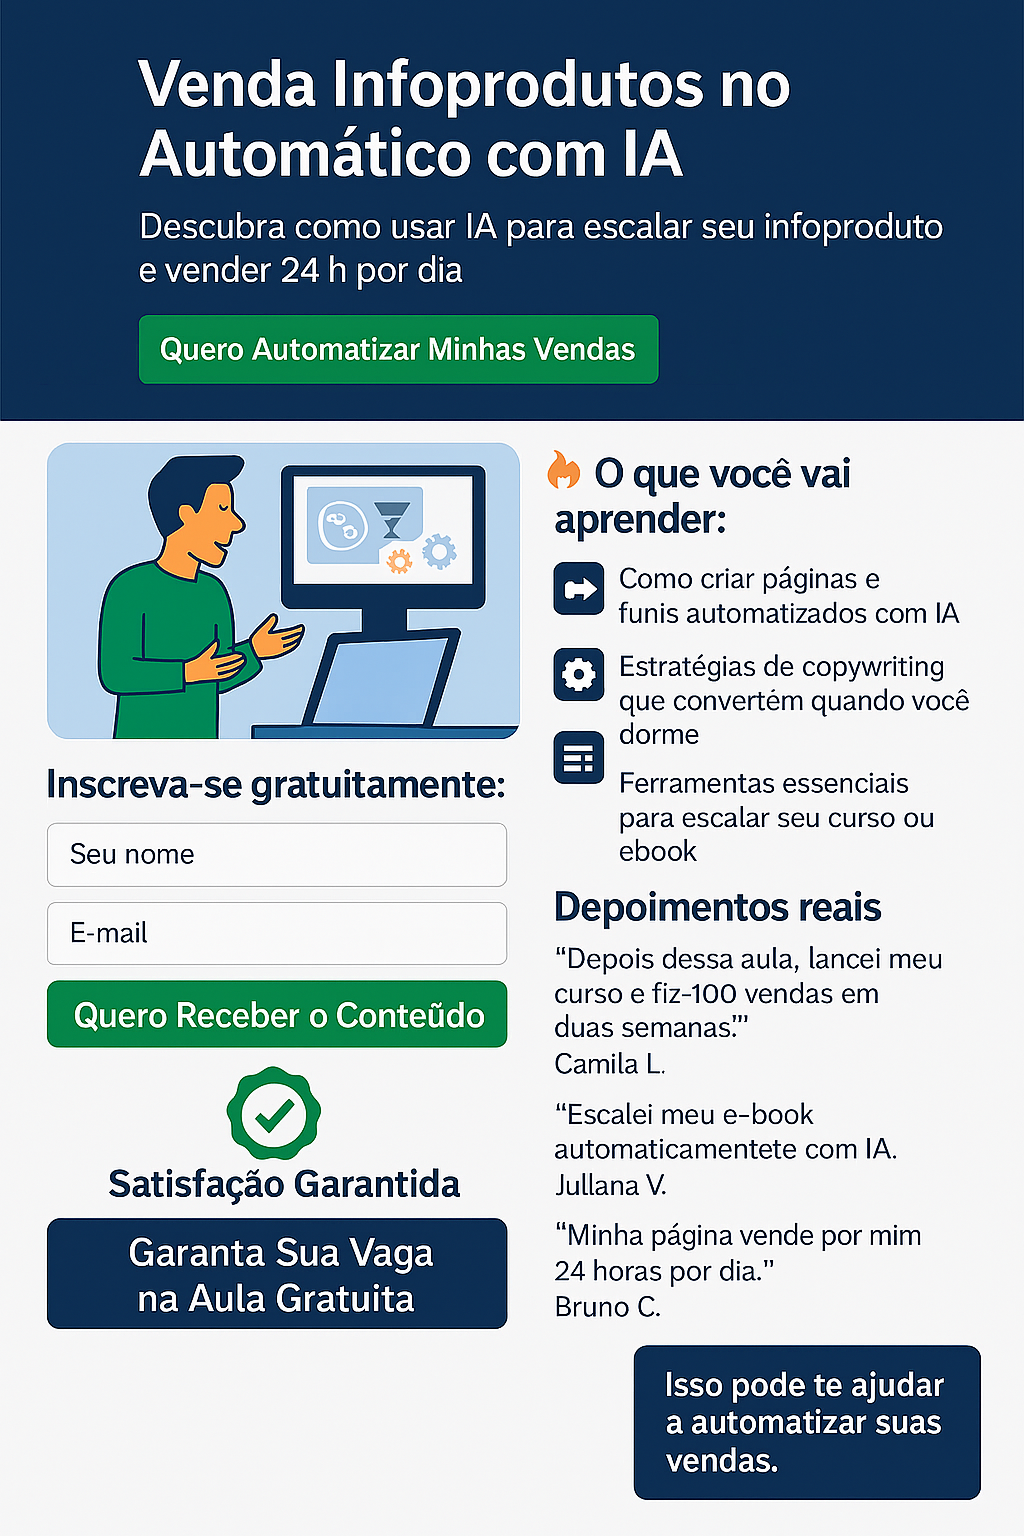 Venda Infoprodutos no
Automático com IA
Descubra como usar IA para escalar seu infoproduto
e vender 24 h por dia
Quero Automatizar Minhas Vendas
O que você vai
aprender:
Como criar páginas e
funis automatizados com IA
Estratégias de copywriting
que convertém quando você
dorme
Ferramentas essenciais
para escalar seu curso ou
ebook
Inscreva-se gratuitamente:
Seu nome
E-mail
Quero Receber o Conteũdo
Satisfação Garantida
Garanta Sua Vaga
na Aula Gratuita
Depoimentos reais
“Depois dessa aula, lancei meu
curso e fiz-100 vendas em
duas semanas.”’
Camila L.
“Escalei meu e-book
automaticamentete com IA.
Jullana V.
“Minha página vende por mim
24 horas por dia.”
Bruno C.
Isso pode te ajudar
a automatizar suas
vendas.